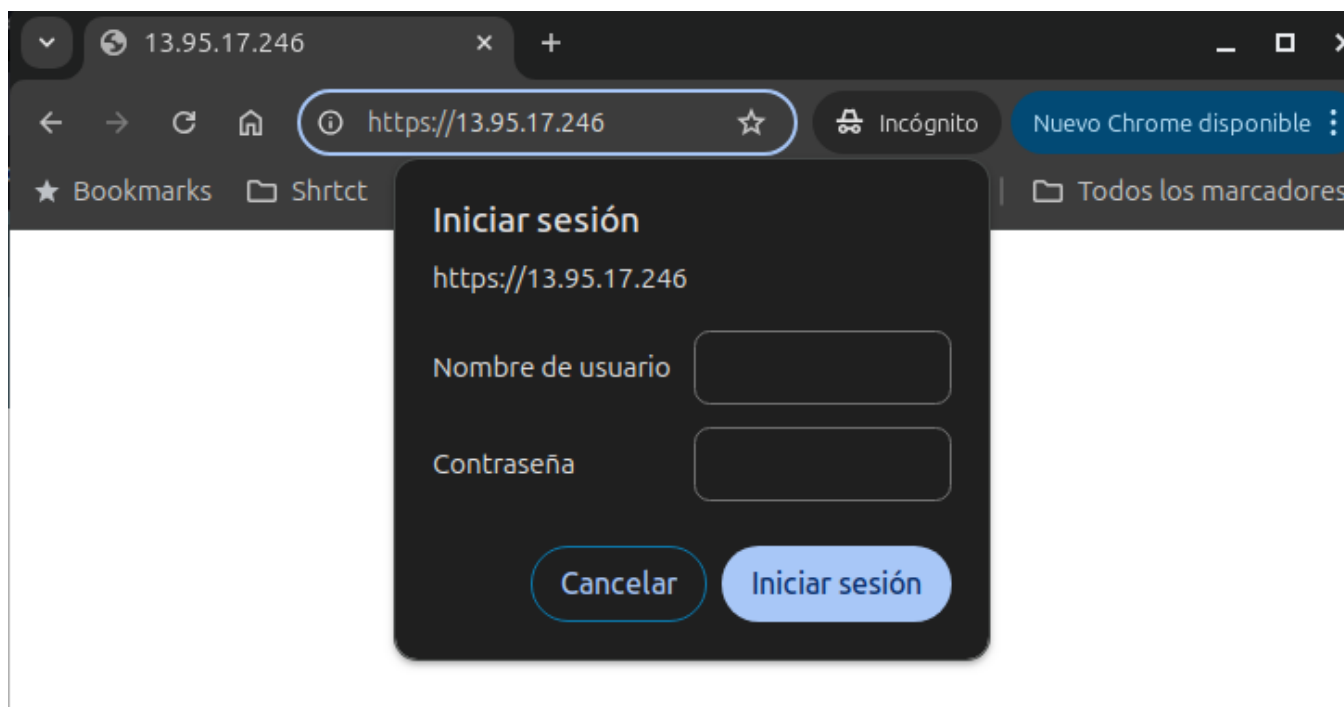 13.95.17.246
https://13.95.17.246 Incógnito Nuevo Chrome disponible
Bookmarks Shrtct Todos los marcadores
Iniciar sesión
https://13.95.17.246
Nombre de usuario
Contraseña
Cancelar Iniciar sesión